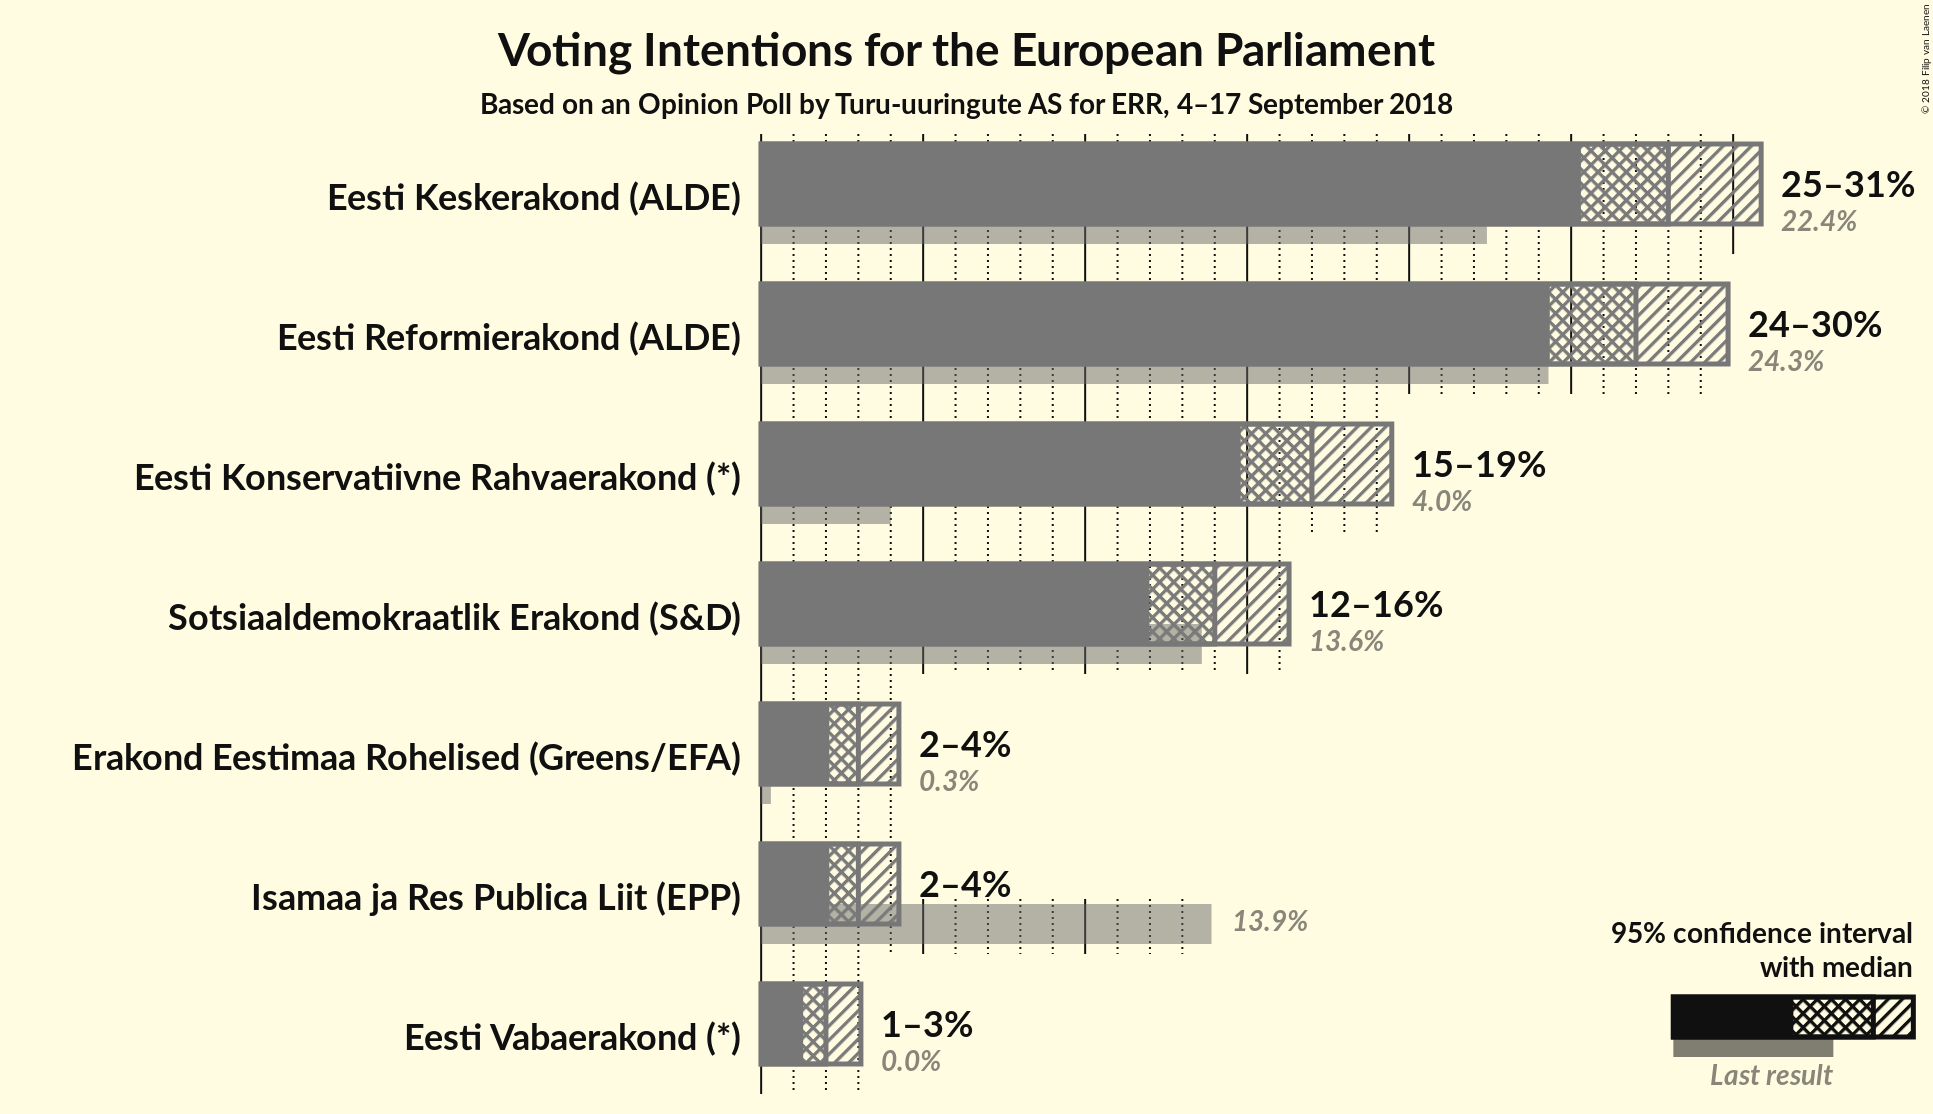 Voting Intentions for the European Parliament
Based on an Opinion Poll by Turu-uuringute AS for ERR, 4–17 September 2018
© 2018 Filip van Laenen
Eesti Keskerakond (ALDE)
25–31%
22.4%
Eesti Reformierakond (ALDE)
24–30%
24.3%
Eesti Konservatiivne Rahvaerakond (*)
15–19%
4.0%
Sotsiaaldemokraatlik Erakond (S&D)
12–16%
13.6%
Erakond Eestimaa Rohelised (Greens/EFA)
2–4%
0.3%
Isamaa ja Res Publica Liit (EPP)
2–4%
13.9%
Eesti Vabaerakond (*)
1–3%
0.0%
95% confidence interval
with median
Last result